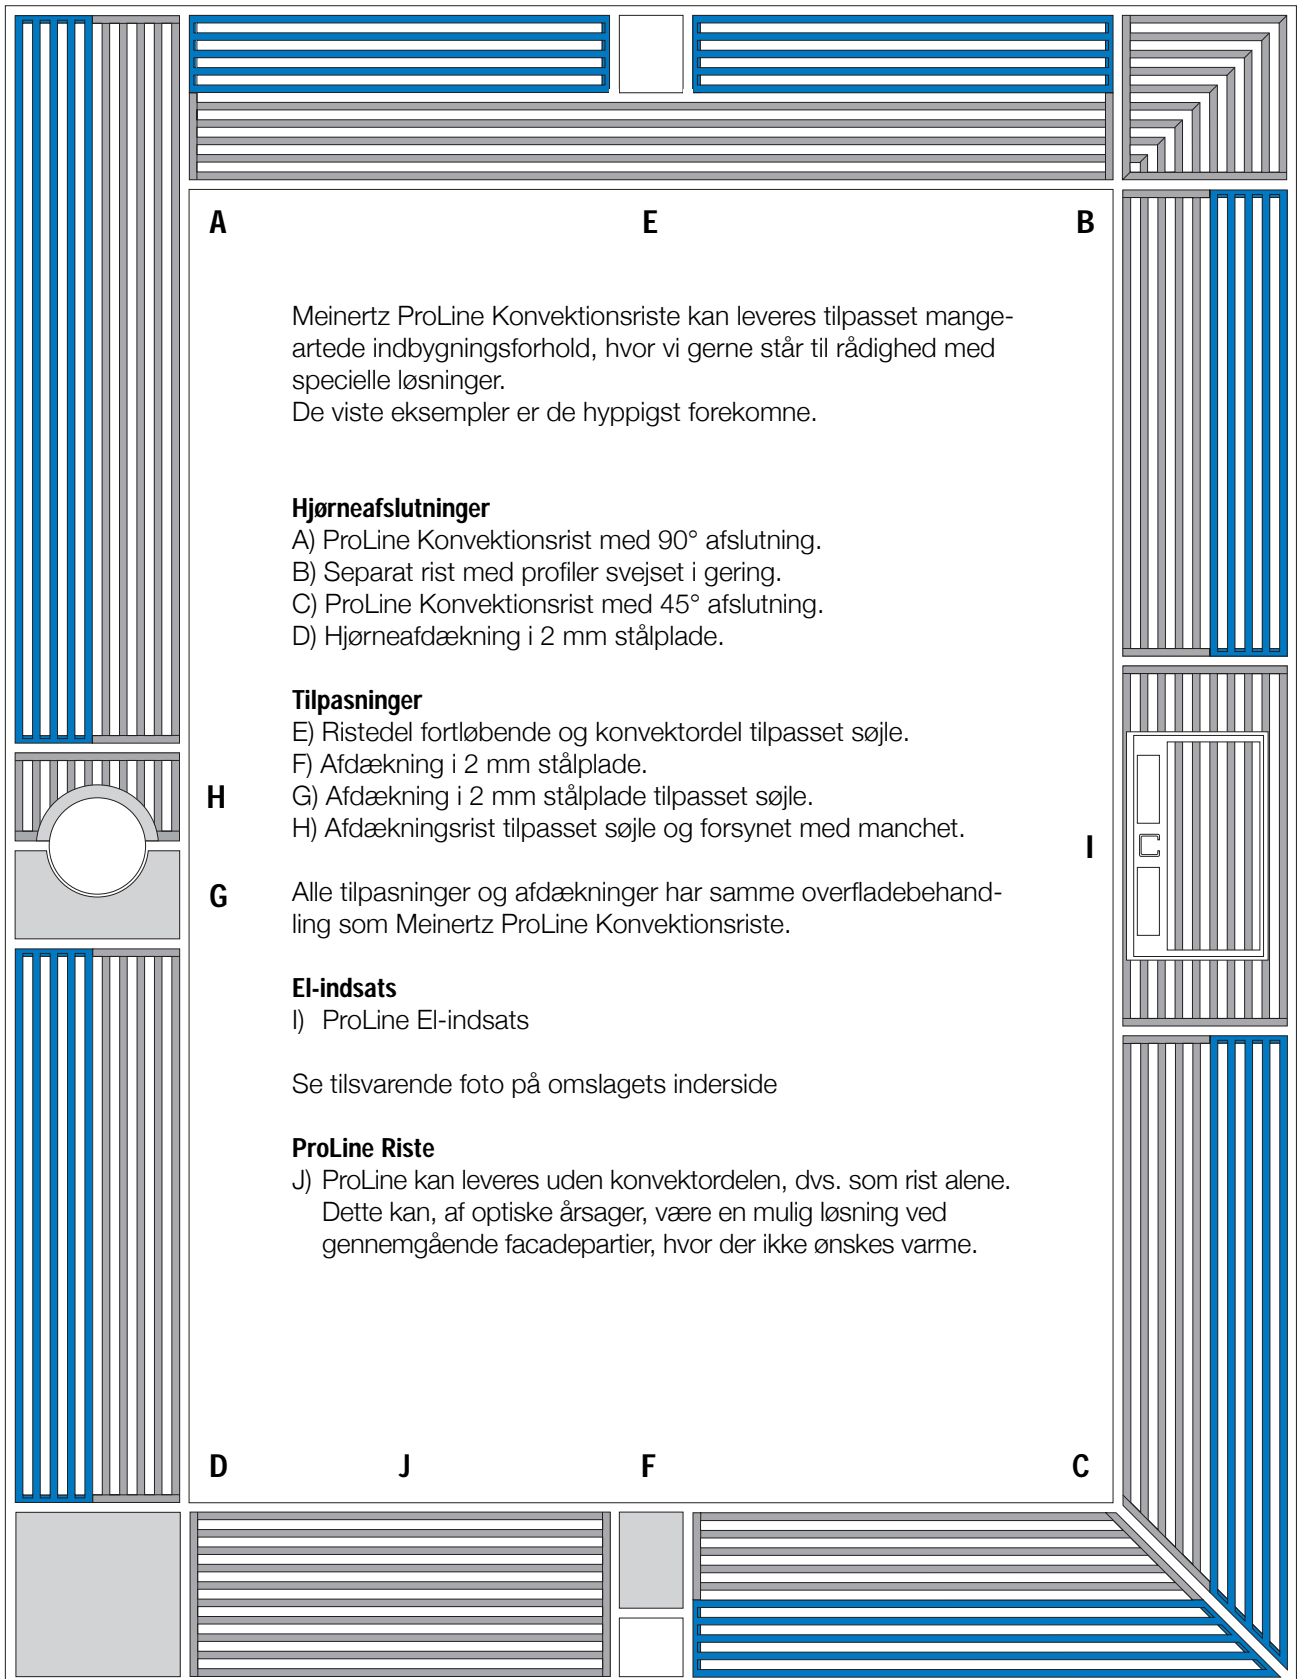 A
E
B
Meinertz ProLine Konvektionsriste kan leveres tilpasset mange-
artede indbygningsforhold, hvor vi gerne står til rådighed med
specielle løsninger.
De viste eksempler er de hyppigst forekomne.
Hjørneafslutninger
A) ProLine Konvektionsrist med 90° afslutning.
B) Separat rist med profiler svejset i gering.
C) ProLine Konvektionsrist med 45° afslutning.
D) Hjørneafdækning i 2 mm stålplade.
Tilpasninger
E) Ristedel fortløbende og konvektordel tilpasset søjle.
F) Afdækning i 2 mm stålplade.
G) Afdækning i 2 mm stålplade tilpasset søjle.
H) Afdækningsrist tilpasset søjle og forsynet med manchet.
H
I
G
Alle tilpasninger og afdækninger har samme overfladebehand-
ling som Meinertz ProLine Konvektionsriste.
El-indsats
I) ProLine El-indsats
Se tilsvarende foto på omslagets inderside
ProLine Riste
J) ProLine kan leveres uden konvektordelen, dvs. som rist alene.
Dette kan, af optiske årsager, være en mulig løsning ved
gennemgående facadepartier, hvor der ikke ønskes varme.
D
J
F
C